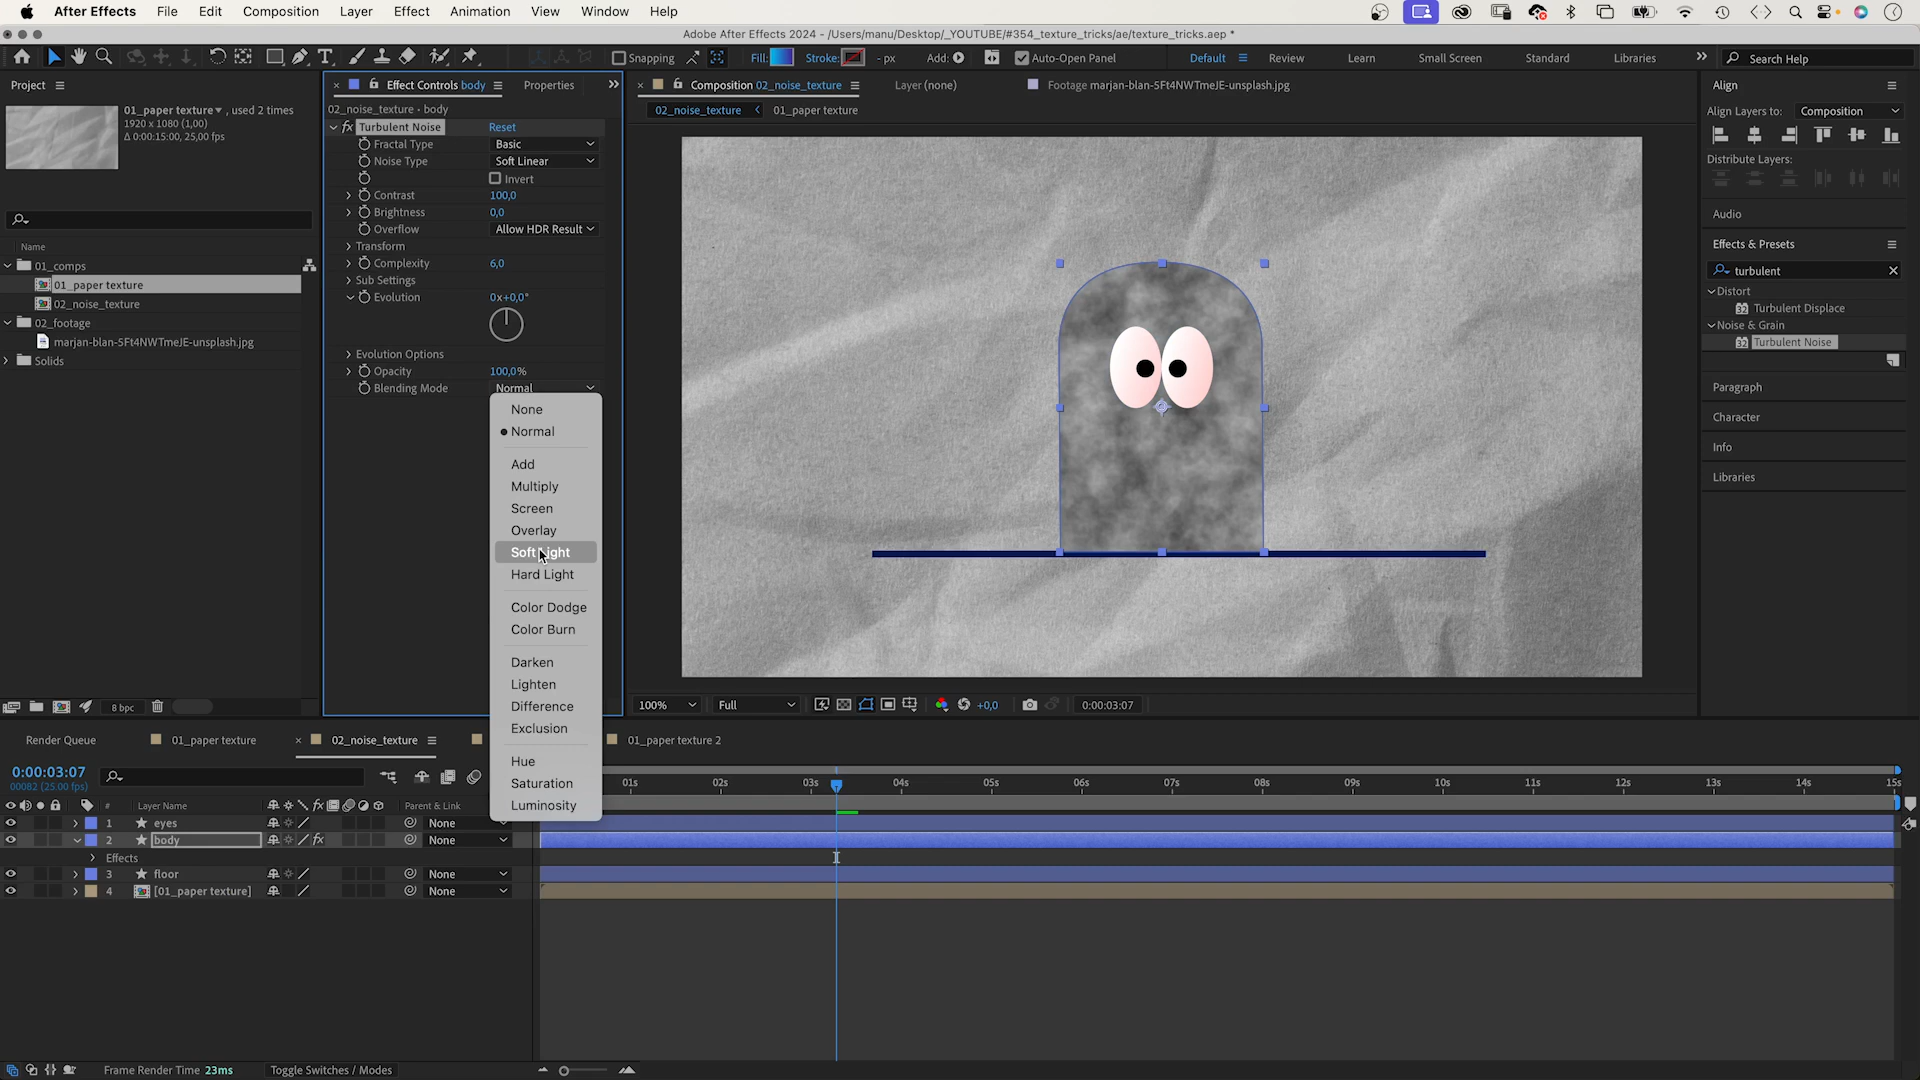 After Effects File Edit Composition Layer Effect Animation View Window Help
Adobe After Effects 2024 - /Users/manu/Desktop/_YOUTUBE/#354_texture_tricks/ae/texture_tricks.aep *
Snapping Fill: Stroke: - px Add: Auto-Open Panel Default Review Learn Small Screen Standard Libraries Search Help
Project
01_paper texture , used 2 times
1920 x 1080 (1,00)
Δ 0:00:15:00, 25,00 fps
Name
01_comps
01_paper texture
02_noise_texture
02_footage
marjan-blan-5Ft4NWTmeJE-unsplash.jpg
Solids
8 bpc
Effect Controls body Properties
02_noise_texture · body
fx Turbulent Noise Reset
Fractal Type Basic
Noise Type Soft Linear
Invert
Contrast 100,0
Brightness 0,0
Overflow Allow HDR Result
Transform
Complexity 6,0
Sub Settings
Evolution 0x+0,0°
Evolution Options
Opacity 100,0%
Blending Mode Normal
None
Normal
Add
Multiply
Screen
Overlay
Soft Light
Hard Light
Color Dodge
Color Burn
Darken
Lighten
Difference
Exclusion
Hue
Saturation
Luminosity
Composition 02_noise_texture Layer (none) Footage marjan-blan-5Ft4NWTmeJE-unsplash.jpg
02_noise_texture 01_paper texture
100% Full +0,0 0:00:03:07
Align
Align Layers to: Composition
Distribute Layers:
Audio
Effects & Presets
turbulent
Distort
32 Turbulent Displace
Noise & Grain
32 Turbulent Noise
Paragraph
Character
Info
Libraries
Render Queue 01_paper texture 02_noise_texture 01_paper texture 2
0:00:03:07
00082 (25.00 fps)
01s 02s 03s 04s 05s 06s 07s 08s 09s 10s 11s 12s 13s 14s 15s
# Layer Name fx Parent & Link
1 eyes None
2 body fx None
Effects
3 floor None
4 [01_paper texture] None
Frame Render Time 23ms Toggle Switches / Modes